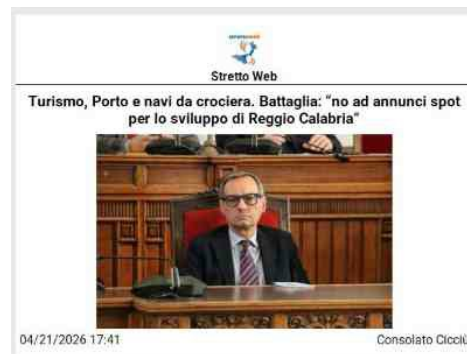 Stretto Web
Turismo, Porto e navi da crociera. Battaglia: “no ad annunci spot
per lo sviluppo di Reggio Calabria”
04/21/2026 17:41
Consolato Cicciù